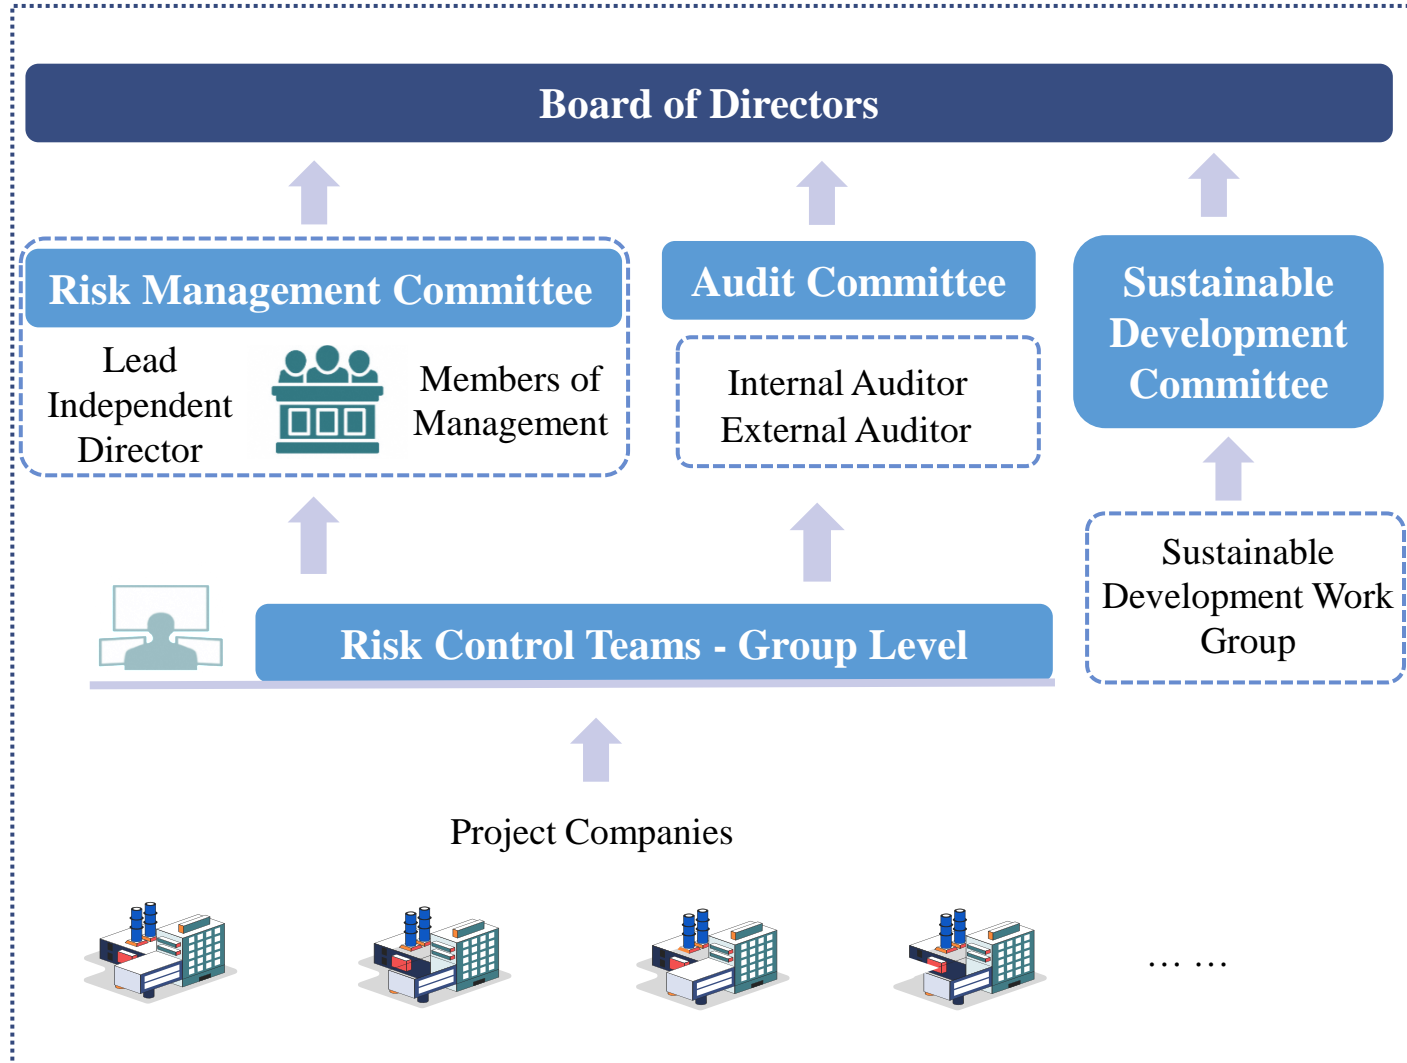 Board of Directors
Risk Management Committee
Lead
Independent
Director
Members of
Management
Audit Committee
Internal Auditor
External Auditor
Sustainable
Development
Committee
Sustainable
Development Work
Group
Risk Control Teams - Group Level
Project Companies
… …